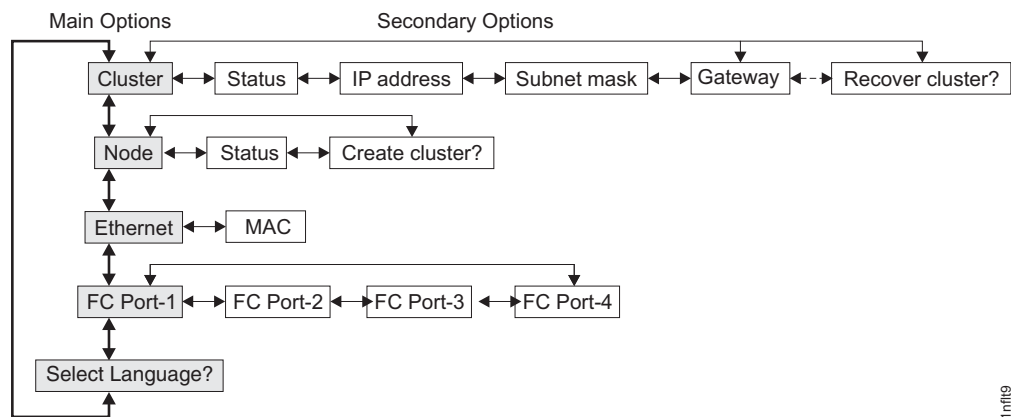 Main Options
Secondary Options
Cluster
Status
IP address
Subnet mask
Gateway
Recover cluster?
Node
Status
Create cluster?
Ethernet
MAC
FC Port-1
FC Port-2
FC Port-3
FC Port-4
Select Language?